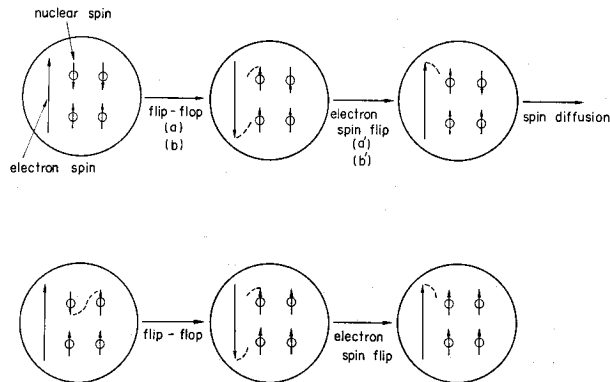 nuclear spin
flip-flop
(a)
(b)
electron
spin flip
(a')
(b')
spin diffusion
electron spin
flip - flop
electron
spin flip